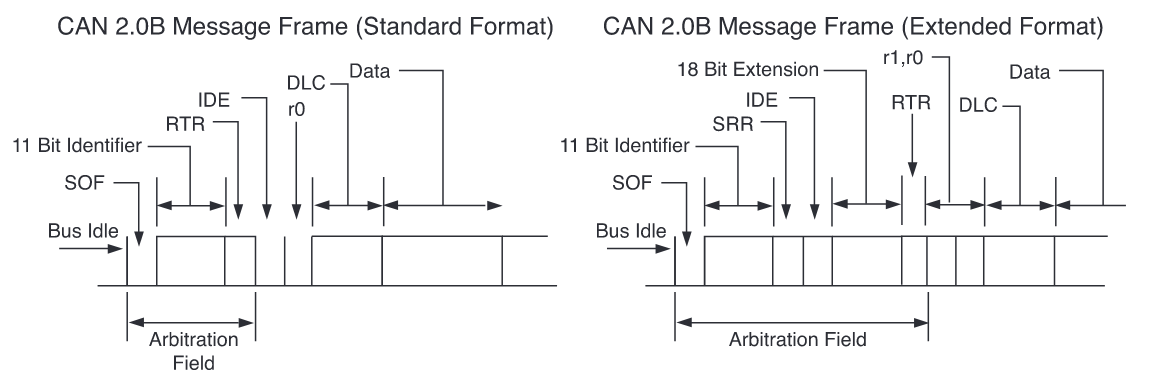 CAN 2.0B Message Frame (Standard Format)
Data
DLC
IDE
r0
RTR
11 Bit Identifier
SOF
Bus Idle
Arbitration
Field
CAN 2.0B Message Frame (Extended Format)
r1,r0
18 Bit Extension
Data
IDE
RTR
DLC
SRR
11 Bit Identifier
SOF
Bus Idle
Arbitration Field